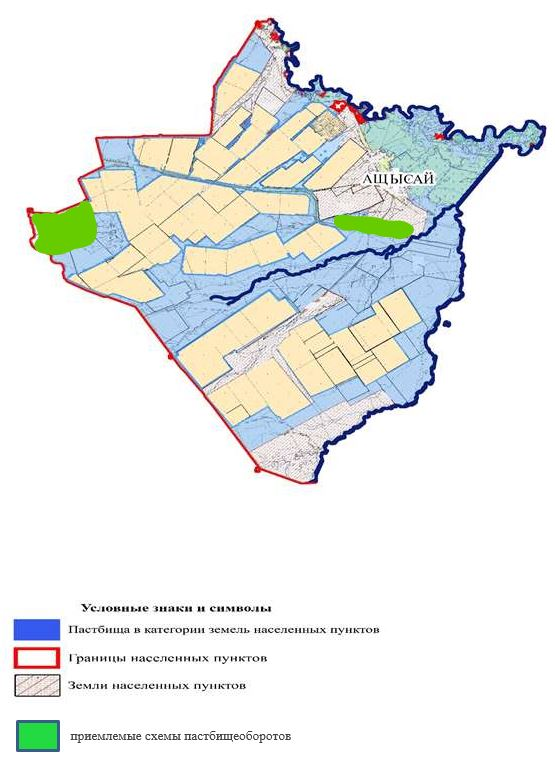 АЩЫСАЙ
Условные знаки и символы
Пастбища в категории земель населенных пунктов
Границы населенных пунктов
Земли населенных пунктов
приемлемые схемы пастбищеоборотов